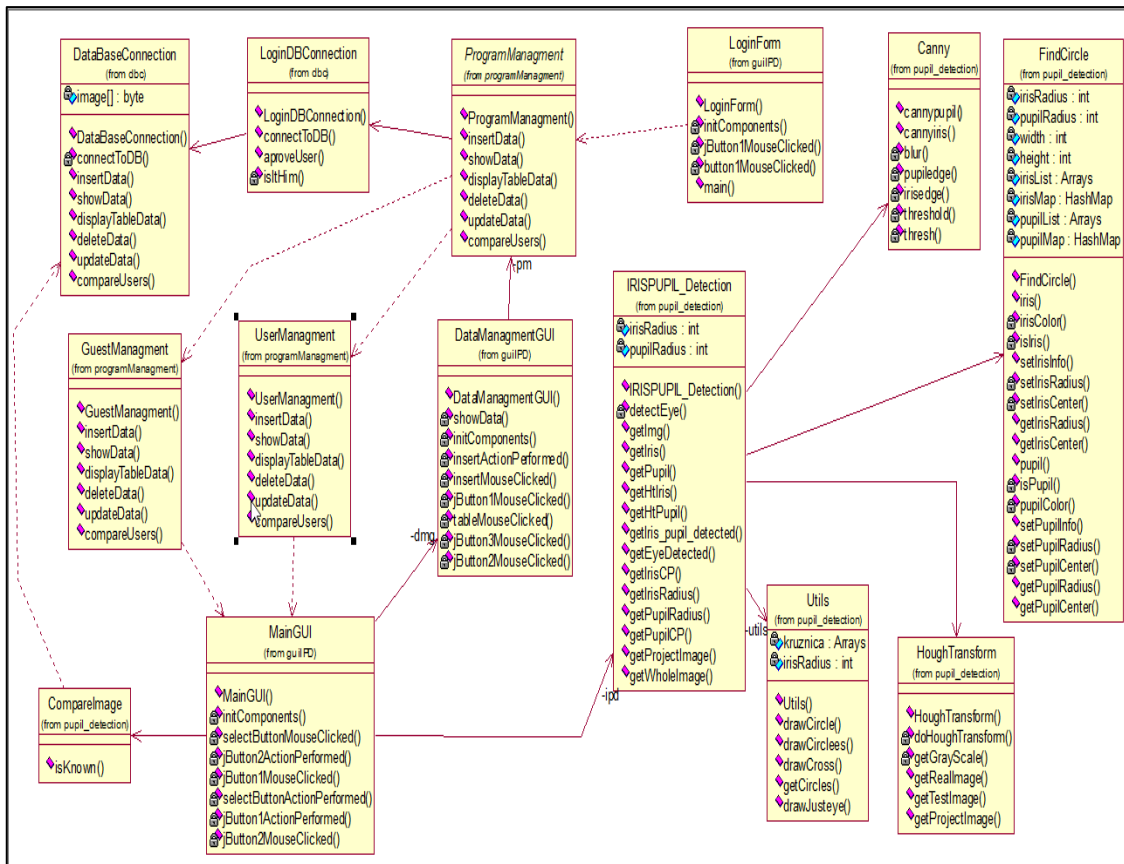 DataBaseConnection
(from dbc)
image[] : byte
DataBaseConnection()
connectToDB()
insertData()
showData()
displayTableData()
deleteData()
updateData()
compareUsers()
LoginDBConnection
(from dbc)
LoginDBConnection()
connectToDB()
aproveUser()
isItHim()
ProgramManagment
(from programManagment)
ProgramManagment()
insertData()
showData()
displayTableData()
deleteData()
updateData()
compareUsers()
-pm
LoginForm
(from guiIPD)
LoginForm()
initComponents()
jButton1MouseClicked()
button1MouseClicked()
main()
Canny
(from pupil_detection)
cannypupil()
cannyiris()
blur()
pupiledge()
irisedge()
threshold()
thresh()
FindCircle
(from pupil_detection)
irisRadius : int
pupilRadius : int
width : int
height : int
irisList : Arrays
irisMap : HashMap
pupilList : Arrays
pupilMap : HashMap
FindCircle()
iris()
irisColor()
isIris()
setIrisInfo()
setIrisRadius()
setIrisCenter()
getIrisRadius()
getIrisCenter()
pupil()
isPupil()
pupilColor()
setPupilInfo()
setPupilRadius()
setPupilCenter()
getPupilRadius()
getPupilCenter()
GuestManagment
(from programManagment)
GuestManagment()
insertData()
showData()
displayTableData()
deleteData()
updateData()
compareUsers()
UserManagment
(from programManagment)
UserManagment()
insertData()
showData()
displayTableData()
deleteData()
updateData()
compareUsers()
DataManagmentGUI
(from guiIPD)
DataManagmentGUI()
showData()
initComponents()
insertActionPerformed()
insertMouseClicked()
jButton1MouseClicked()
tableMouseClicked()
jButton3MouseClicked()
jButton2MouseClicked()
-dmg
IRISPUPIL_Detection
(from pupil_detection)
irisRadius : int
pupilRadius : int
IRISPUPIL_Detection()
detectEye()
getImg()
getIris()
getPupil()
getHtIris()
getHtPupil()
getIris_pupil_detected()
getEyeDetected()
getIrisCP()
getIrisRadius()
getPupilRadius()
getPupilCP()
getProjectImage()
getWholeImage()
-ipd
-utils
Utils
(from pupil_detection)
kruznica : Arrays
irisRadius : int
Utils()
drawCircle()
drawCirclees()
drawCross()
getCircles()
drawJusteye()
HoughTransform
(from pupil_detection)
HoughTransform()
doHoughTransform()
getGrayScale()
getRealImage()
getTestImage()
getProjectImage()
CompareImage
(from pupil_detection)
isKnown()
MainGUI
(from guiIPD)
MainGUI()
initComponents()
selectButtonMouseClicked()
jButton2ActionPerformed()
jButton1MouseClicked()
selectButtonActionPerformed()
jButton1ActionPerformed()
jButton2MouseClicked()